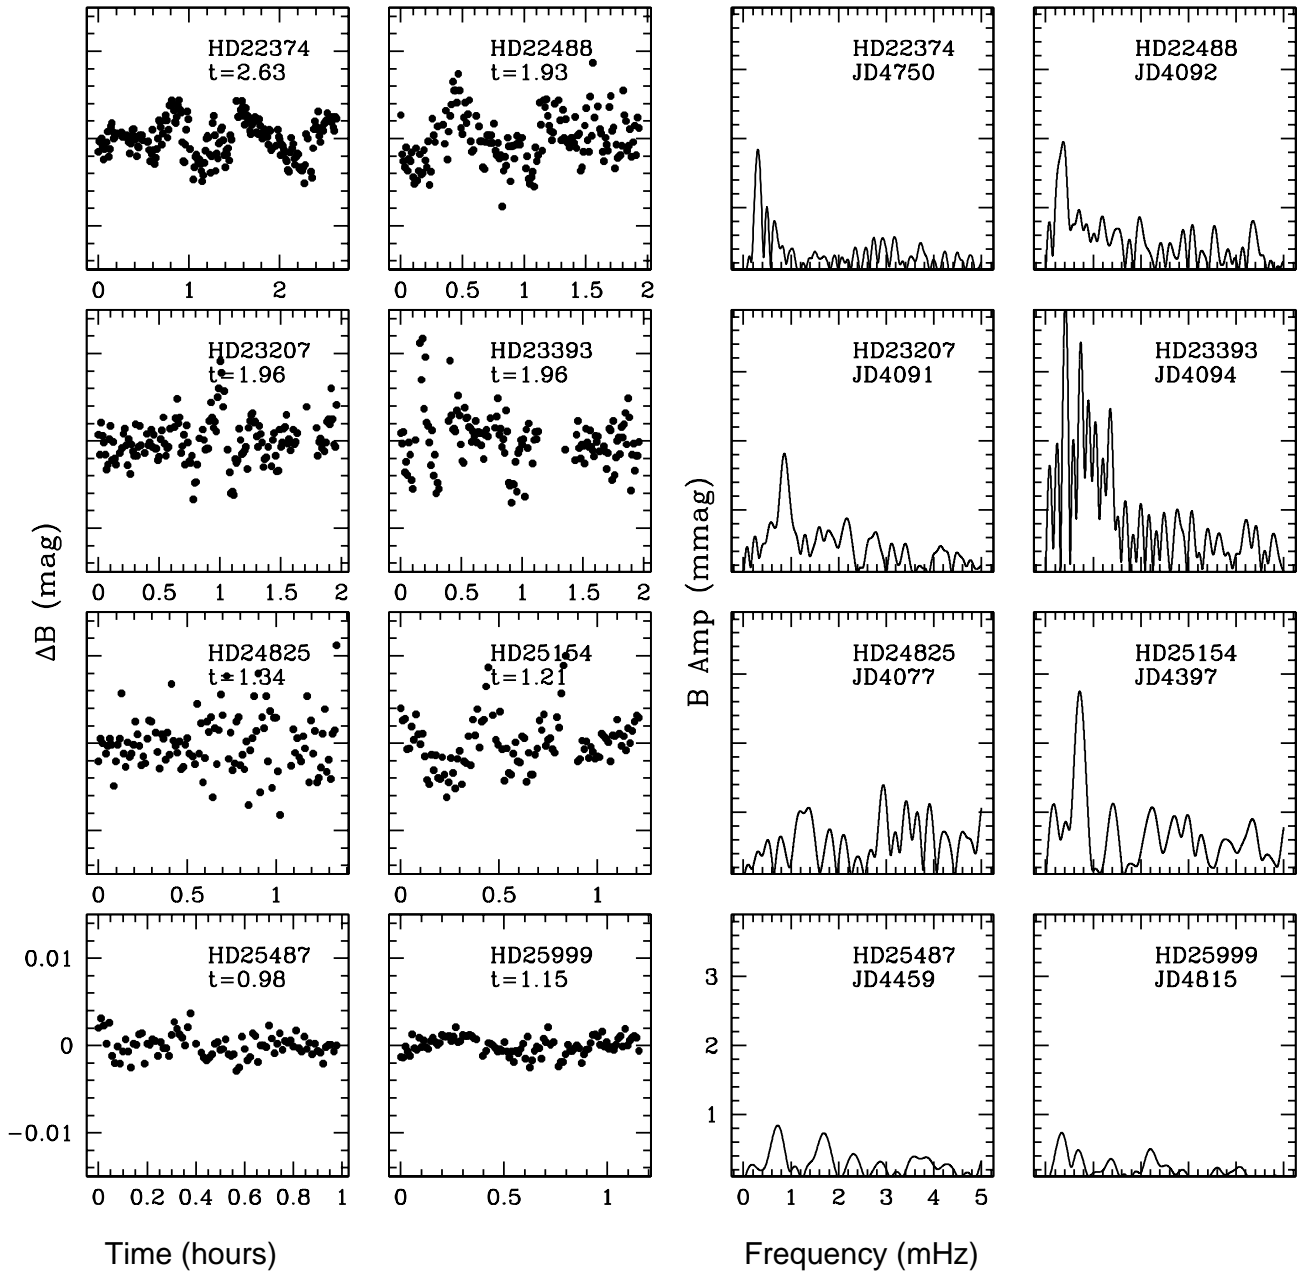 HD22374
t=2.63
0 1 2
HD22488
t=1.93
0 0.5 1 1.5 2
HD22374
JD4750
HD22488
JD4092
HD23207
t=1.96
0 0.5 1 1.5 2
HD23393
t=1.96
0 0.5 1 1.5 2
HD23207
JD4091
HD23393
JD4094
ΔB (mag)
B Amp (mmag)
HD24825
t=1.34
0 0.5 1
HD25154
t=1.21
0 0.5 1
HD24825
JD4077
HD25154
JD4397
0.01
0
−0.01
HD25487
t=0.98
0 0.2 0.4 0.6 0.8 1
HD25999
t=1.15
0 0.5 1
3
2
1
HD25487
JD4459
0 1 2 3 4 5
HD25999
JD4815
Time (hours)
Frequency (mHz)